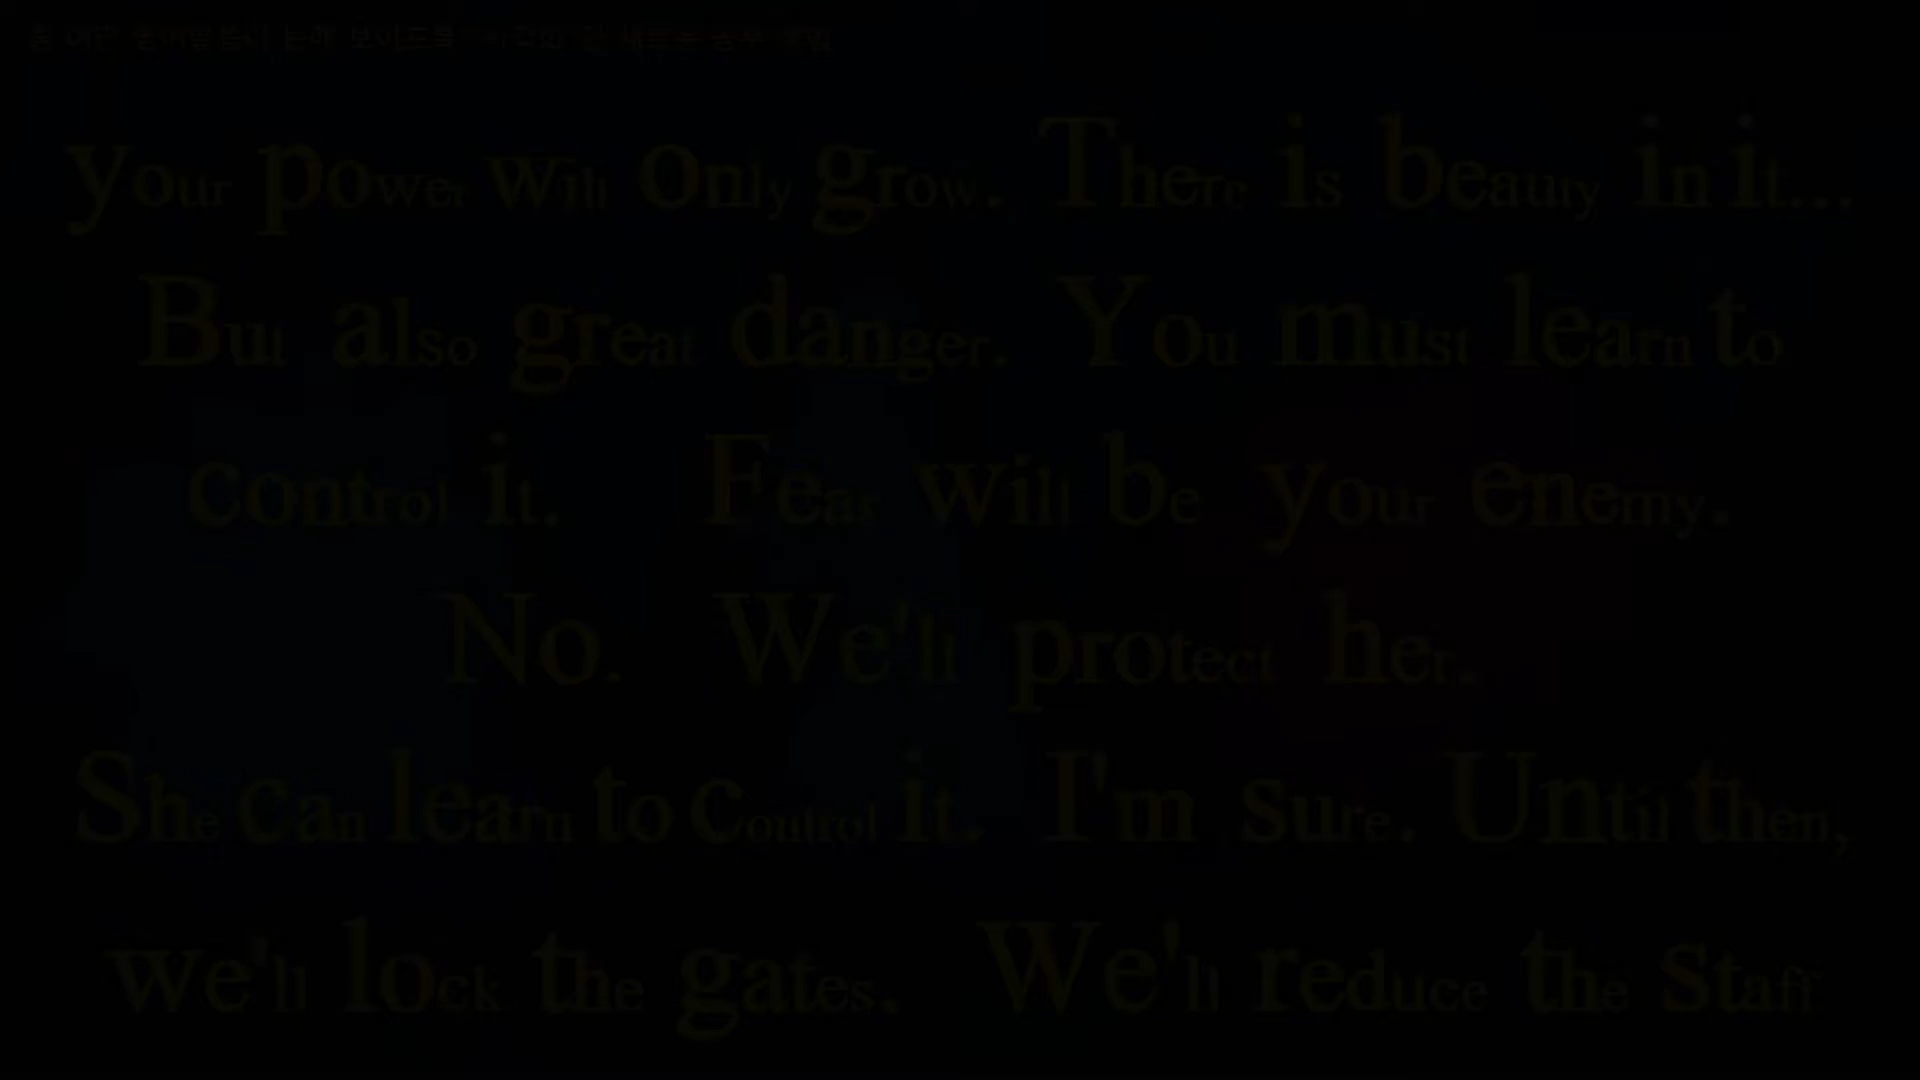 your power will only grow. There is beauty in it...
But also great danger. You must learn to
control it. Fear will be your enemy.
No. We'll protect her.
She can learn to control it. I'm sure. Until then,
we'll lock the gates. We'll reduce the staff